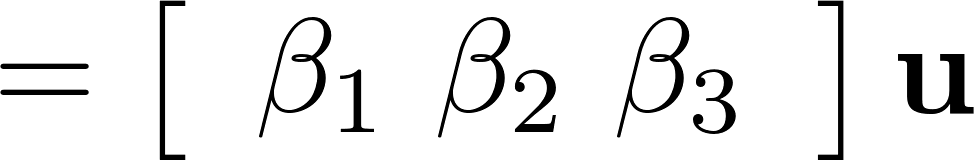 = [ β₁ β₂ β₃ ] 𝐮